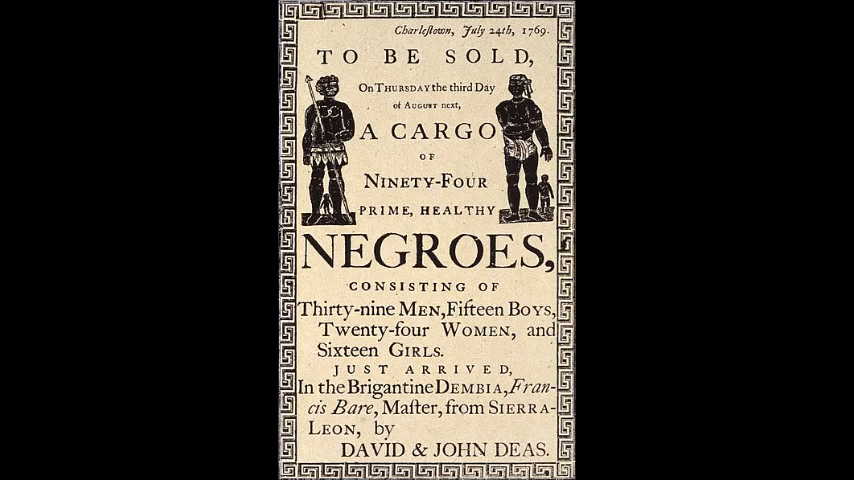 Charleſtown, July 24th, 1769.
TO BE SOLD,
On THURSDAY the third Day
of AUGUST next,
A CARGO
OF
NINETY-FOUR
PRIME, HEALTHY
NEGROES,
CONSISTING OF
Thirty-nine MEN, Fifteen BOYS,
Twenty-four WOMEN, and
Sixteen GIRLS.
JUST ARRIVED,
In the Brigantine DEMBIA, Fran-
cis Bare, Maſter, from SIERRA-
LEON, by
DAVID & JOHN DEAS.